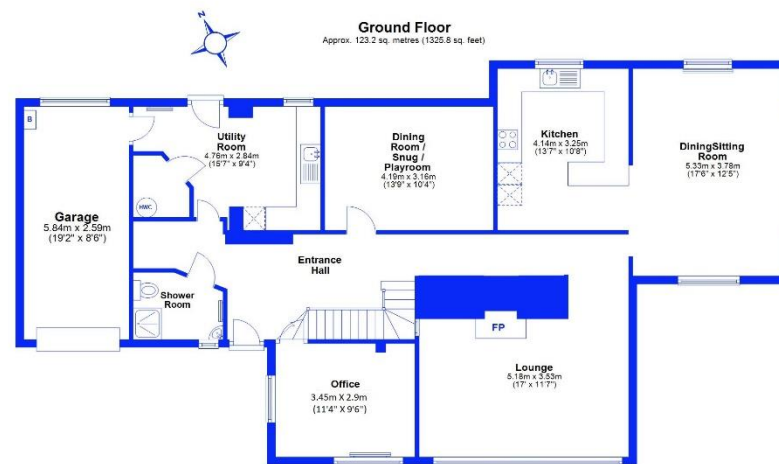 N
Ground Floor
Approx. 123.2 sq. metres (1325.8 sq. feet)
B
Utility
Room
4.76m x 2.84m
(15'7" x 9'4")
Dining
Room /
Snug /
Playroom
4.19m x 3.16m
(13'9" x 10'4")
Kitchen
4.14m x 3.25m
(13'7" x 10'8")
DiningSitting
Room
5.33m x 3.78m
(17'6" x 12'5")
Garage
5.84m x 2.59m
(19'2" x 8'6")
HWC
Entrance
Hall
Shower
Room
FP
Lounge
5.18m x 3.53m
(17' x 11'7")
Office
3.45m X 2.9m
(11'4" X 9'6")